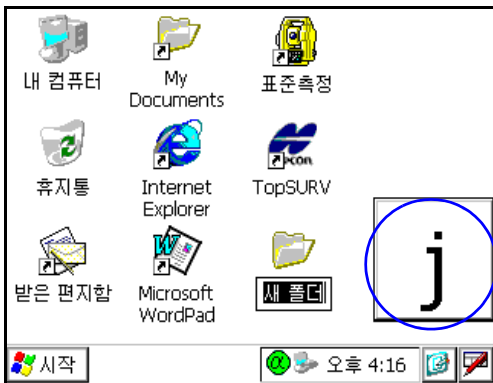 내 컴퓨터
My
Documents
표준측정
휴지통
Internet
Explorer
TopSURV
받은 편지함
Microsoft
WordPad
새 폴더
j
시작
오후 4:16